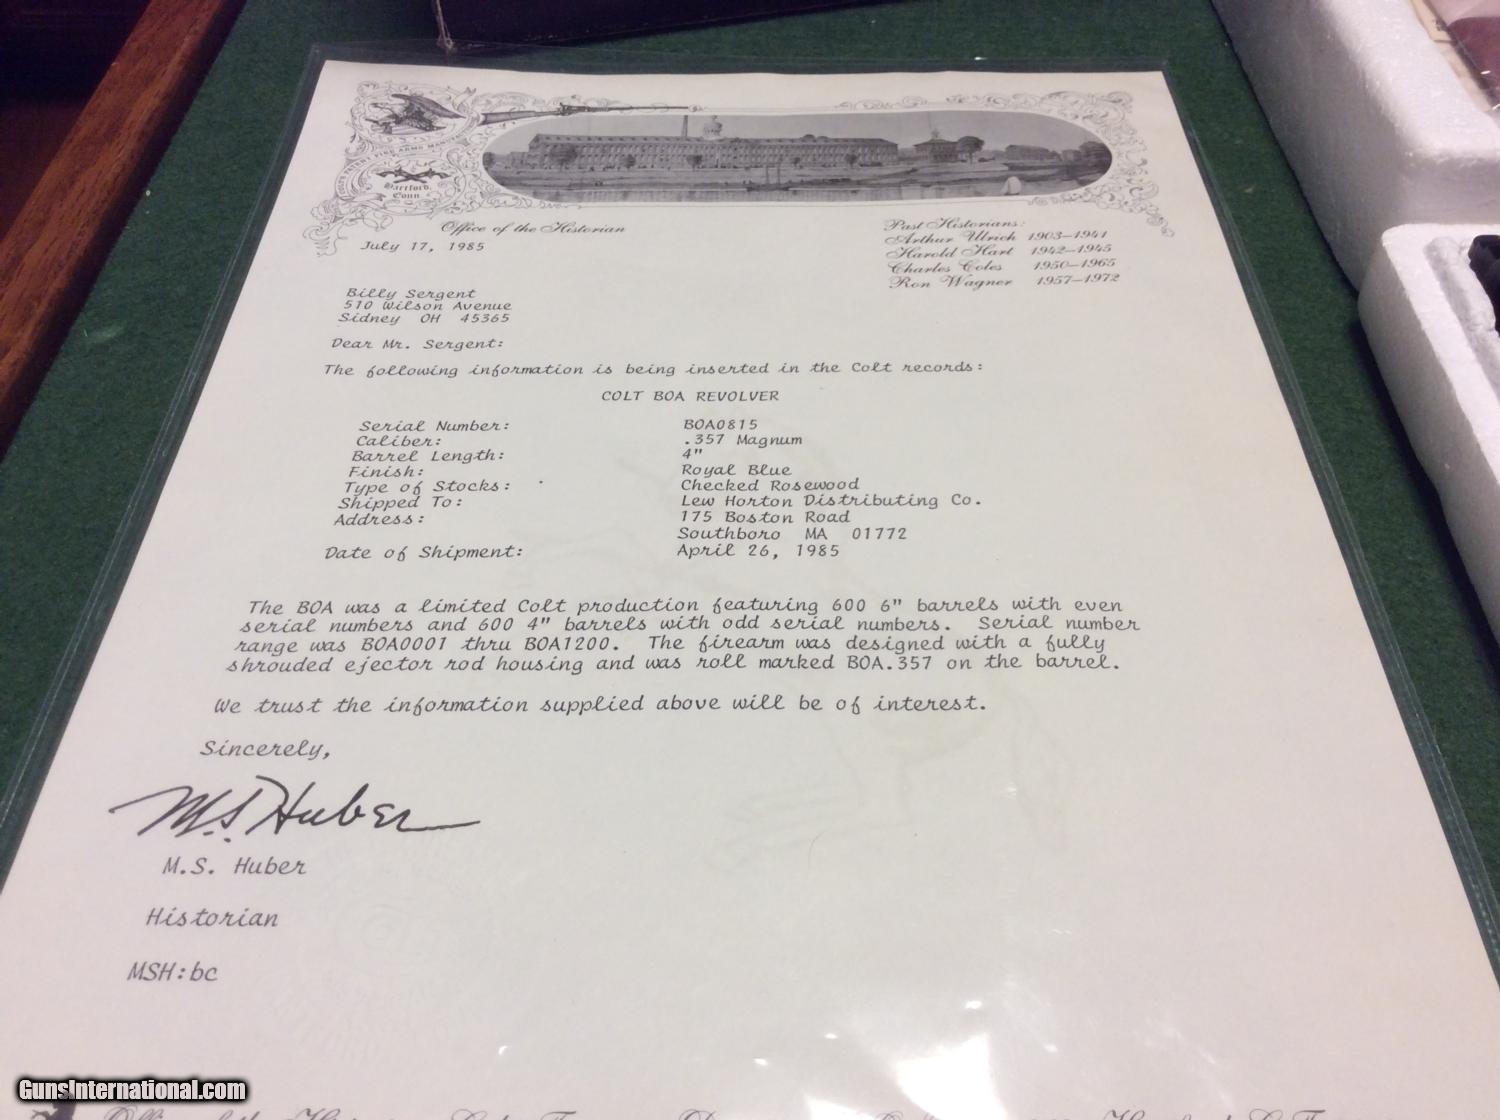 COLT'S PATENT FIRE ARMS MANUF
Hartford,
Conn
Office of the Historian
July 17, 1985
Past Historians:
Arthur Ulrich 1903–1941
Harold Hart 1942–1945
Charles Coles 1950–1965
Ron Wagner 1957–1972
Billy Sergent
510 Wilson Avenue
Sidney OH 45365
Dear Mr. Sergent:
The following information is being inserted in the Colt records:
COLT BOA REVOLVER
Serial Number: BOA0815
Caliber: .357 Magnum
Barrel Length: 4"
Finish: Royal Blue
Type of Stocks: Checked Rosewood
Shipped To: Lew Horton Distributing Co.
Address: 175 Boston Road
Southboro MA 01772
Date of Shipment: April 26, 1985
The BOA was a limited Colt production featuring 600 6" barrels with even
serial numbers and 600 4" barrels with odd serial numbers. Serial number
range was BOA0001 thru BOA1200. The firearm was designed with a fully
shrouded ejector rod housing and was roll marked BOA.357 on the barrel.
We trust the information supplied above will be of interest.
Sincerely,
M.S. Huber
M.S. Huber
Historian
MSH:bc
GunsInternational.com